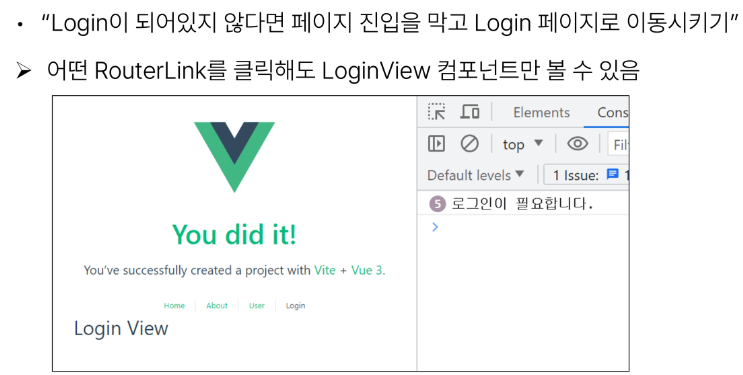 • “Login이 되어있지 않다면 페이지 진입을 막고 Login 페이지로 이동시키기”
➢ 어떤 RouterLink를 클릭해도 LoginView 컴포넌트만 볼 수 있음
Elements Cons
top ▼ Fil
Default levels ▼ 1 Issue: 1
5 로그인이 필요합니다.
>
You did it!
You’ve successfully created a project with Vite + Vue 3.
Home About User Login
Login View